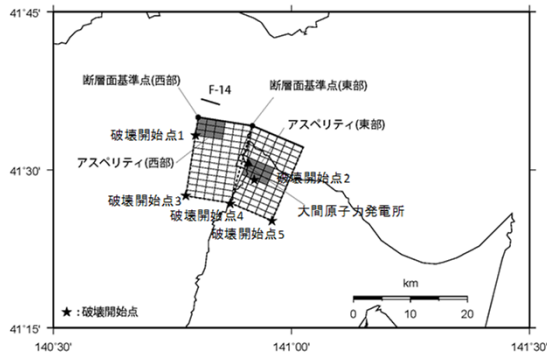 41°45'
断層面基準点(西部)
F-14
断層面基準点(東部)
アスペリティ(東部)
破壊開始点1
アスペリティ(西部)
41°30'
破壊開始点2
破壊開始点3
大間原子力発電所
破壊開始点4
破壊開始点5
km
0 10 20
★:破壊開始点
41°15'
140°30' 141°00' 141°30'